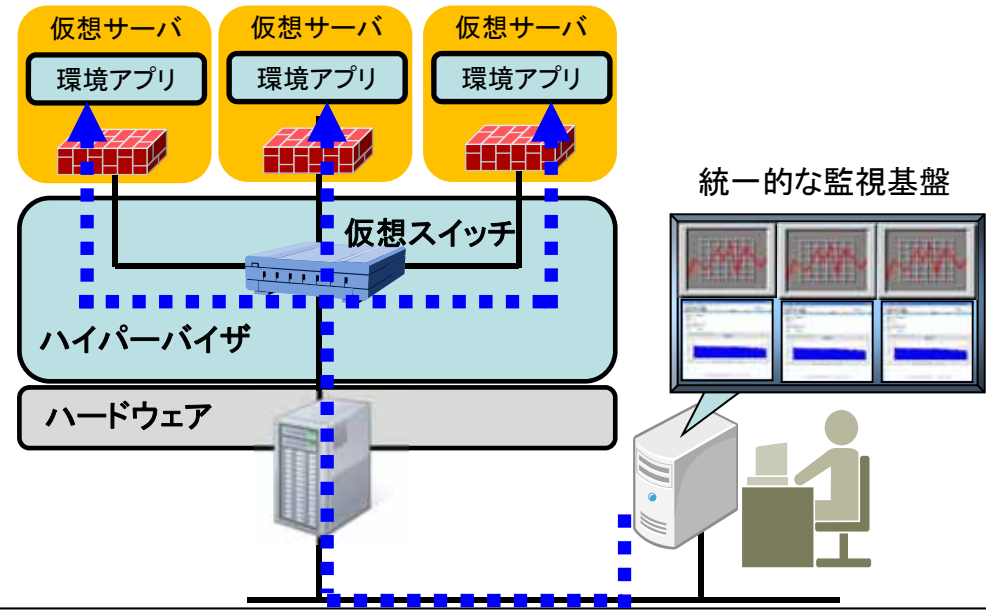 仮想サーバ
仮想サーバ
仮想サーバ
環境アプリ
環境アプリ
環境アプリ
統一的な監視基盤
仮想スイッチ
ハイパーバイザ
ハードウェア